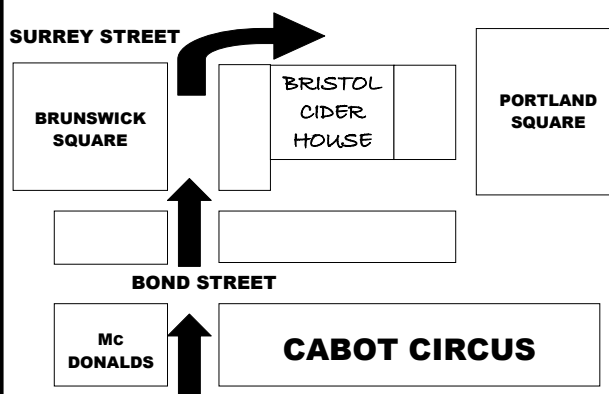 SURREY STREET
BRUNSWICK
SQUARE
BRISTOL
CIDER
HOUSE
PORTLAND
SQUARE
BOND STREET
Mc
DONALDS
CABOT CIRCUS